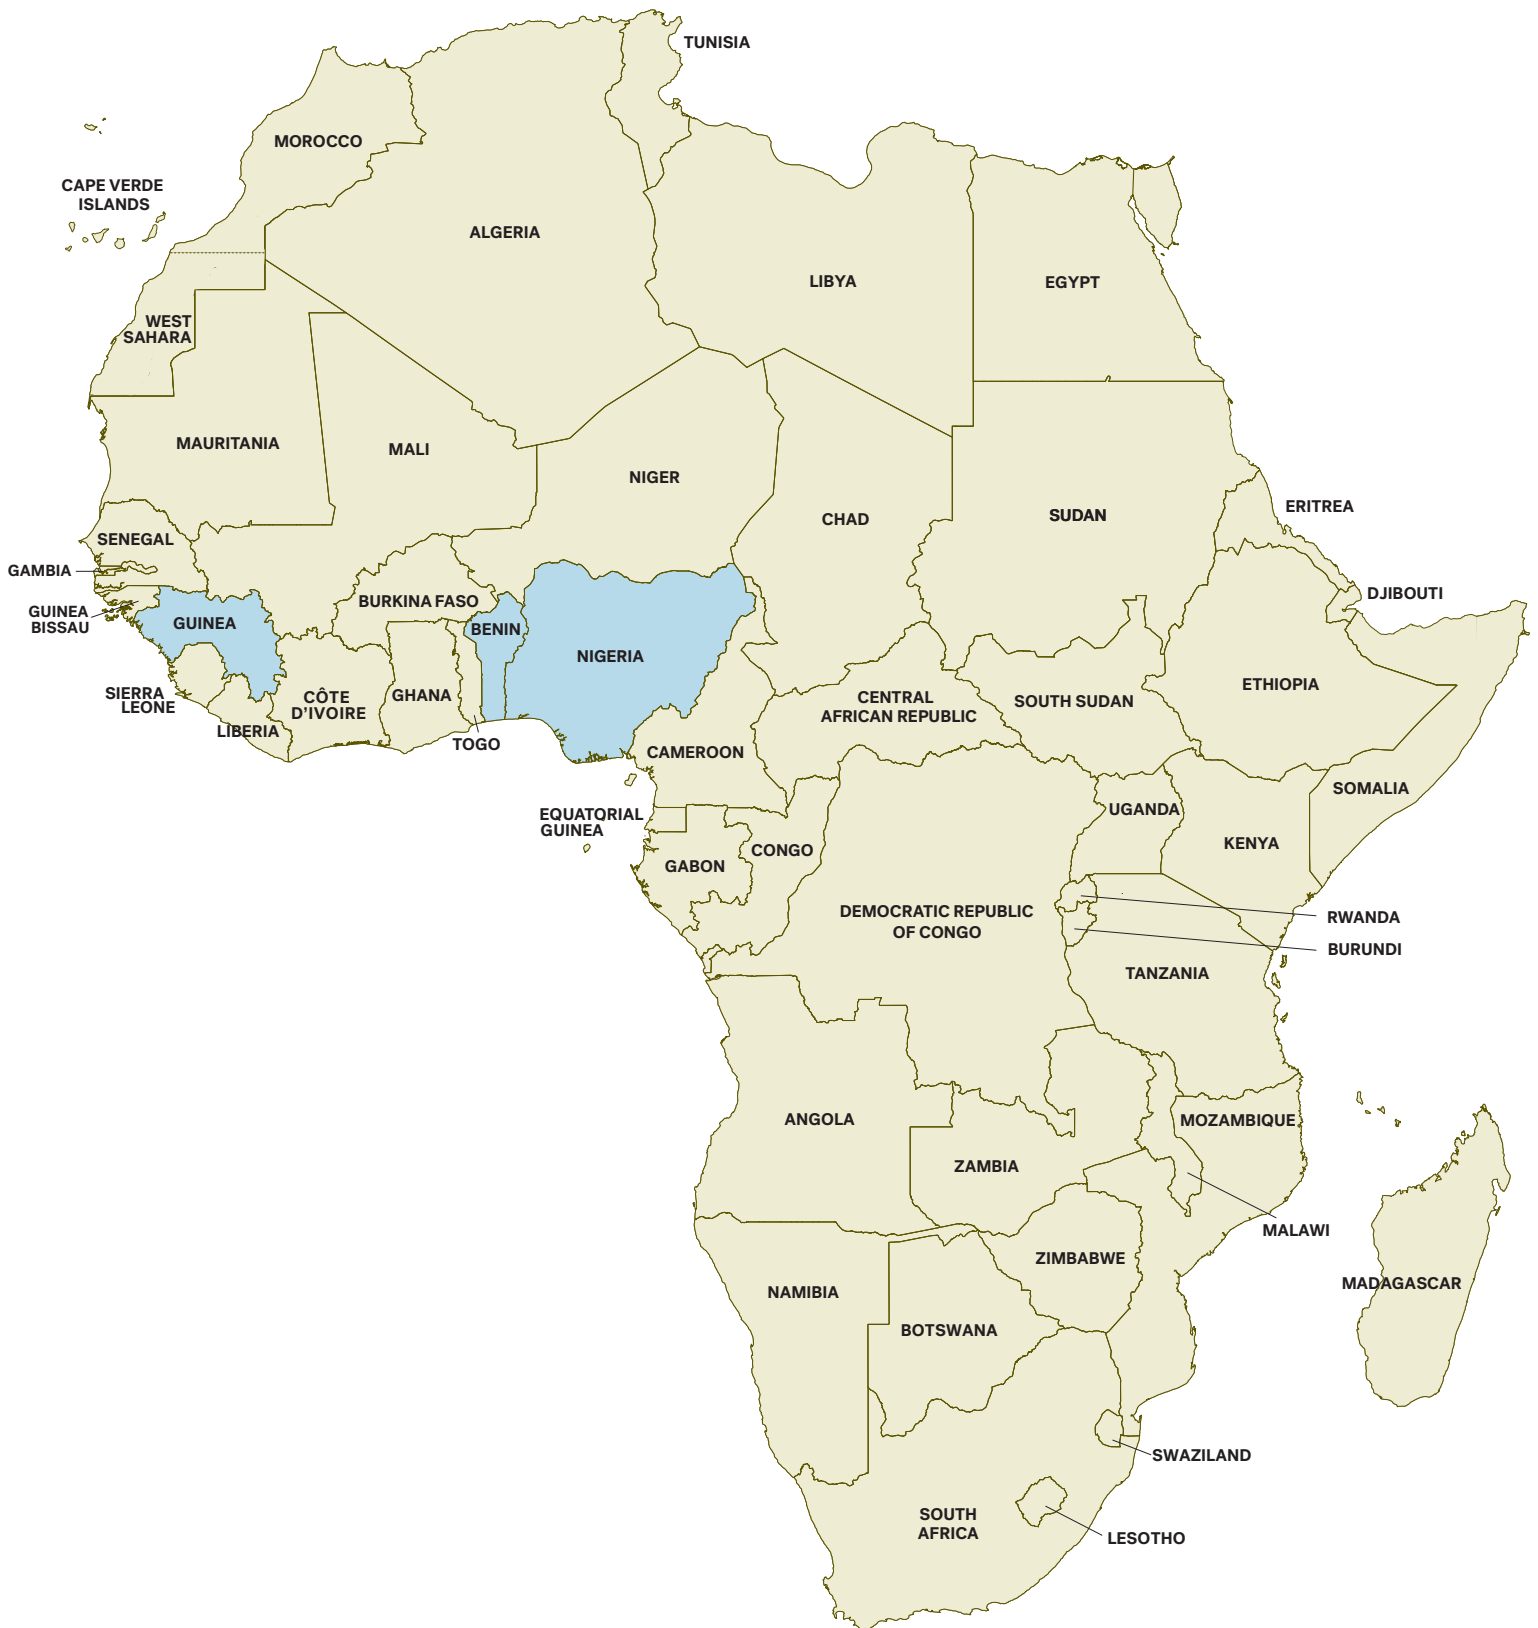 TUNISIA
MOROCCO
CAPE VERDE
ISLANDS
ALGERIA
LIBYA
EGYPT
WEST
SAHARA
MAURITANIA
MALI
NIGER
CHAD
SUDAN
ERITREA
SENEGAL
GAMBIA
DJIBOUTI
BURKINA FASO
GUINEA
BISSAU
GUINEA
BENIN
NIGERIA
ETHIOPIA
SIERRA
LEONE
CÔTE
D'IVOIRE
GHANA
CENTRAL
AFRICAN REPUBLIC
SOUTH SUDAN
LIBERIA
TOGO
CAMEROON
SOMALIA
EQUATORIAL
GUINEA
UGANDA
KENYA
GABON
CONGO
DEMOCRATIC REPUBLIC
OF CONGO
RWANDA
BURUNDI
TANZANIA
ANGOLA
MOZAMBIQUE
ZAMBIA
MALAWI
ZIMBABWE
MADAGASCAR
NAMIBIA
BOTSWANA
SWAZILAND
SOUTH
AFRICA
LESOTHO